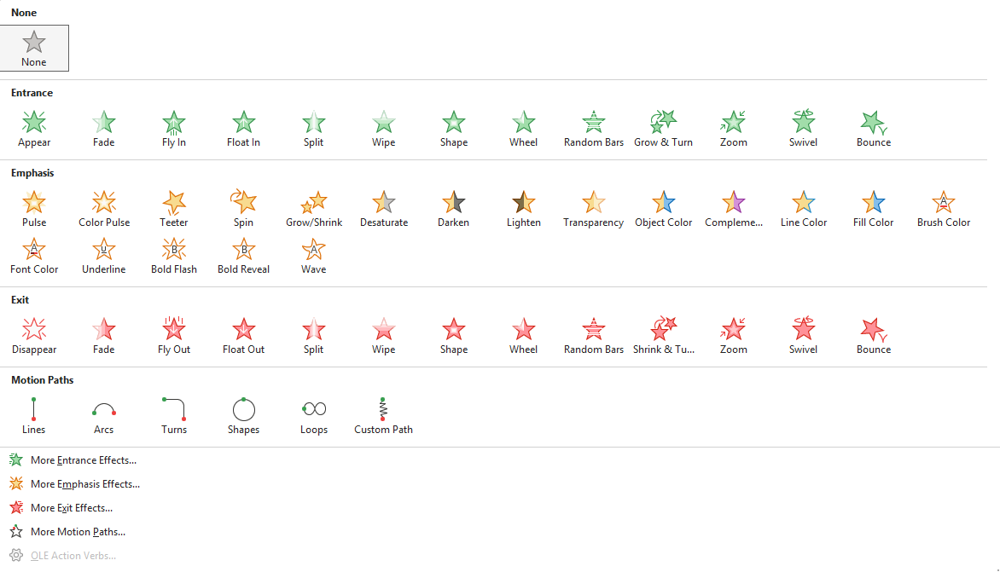 None
None
Entrance
Appear Fade Fly In Float In Split Wipe Shape Wheel Random Bars Grow & Turn Zoom Swivel Bounce
Emphasis
Pulse Color Pulse Teeter Spin Grow/Shrink Desaturate Darken Lighten Transparency Object Color Compleme... Line Color Fill Color Brush Color
A
A U B B A
Font Color Underline Bold Flash Bold Reveal Wave
Exit
Disappear Fade Fly Out Float Out Split Wipe Shape Wheel Random Bars Shrink & Tu... Zoom Swivel Bounce
Motion Paths
Lines Arcs Turns Shapes Loops Custom Path
More Entrance Effects...
More Emphasis Effects...
More Exit Effects...
More Motion Paths...
OLE Action Verbs...